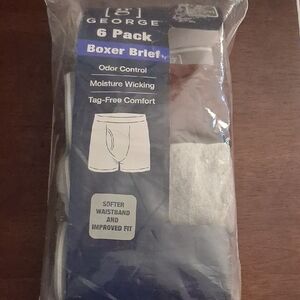 [g]
GEORGE
6 Pack
Boxer Brief
Odor Control
Moisture Wicking
Tag-Free Comfort
SOFTER
WAISTBAND
AND
IMPROVED FIT